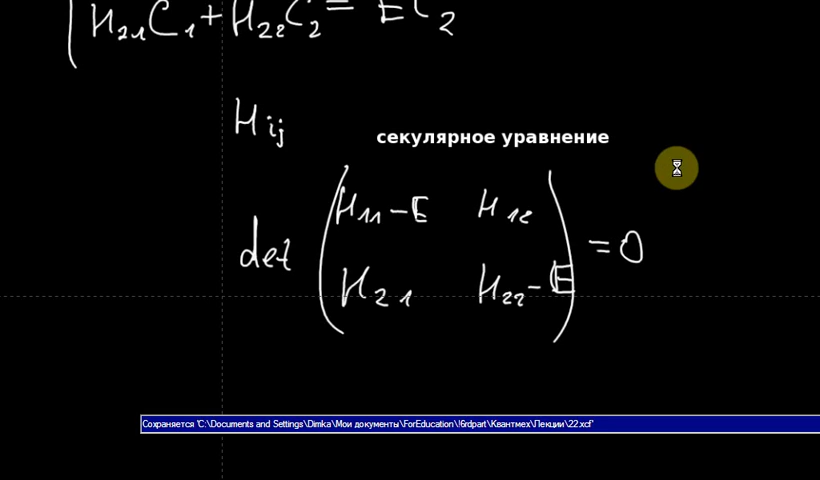 H₂₁C₁ + H₂₂C₂ = EC₂
Hᵢⱼ
секулярное уравнение
H₁₁ – E H₁₂
det = 0
H₂₁ H₂₂ – E
Сохраняется 'C:\Documents and Settings\Dimka\Мои документы\ForEducation\!6rdpart\Квантмех\Лекции\22.xcf'